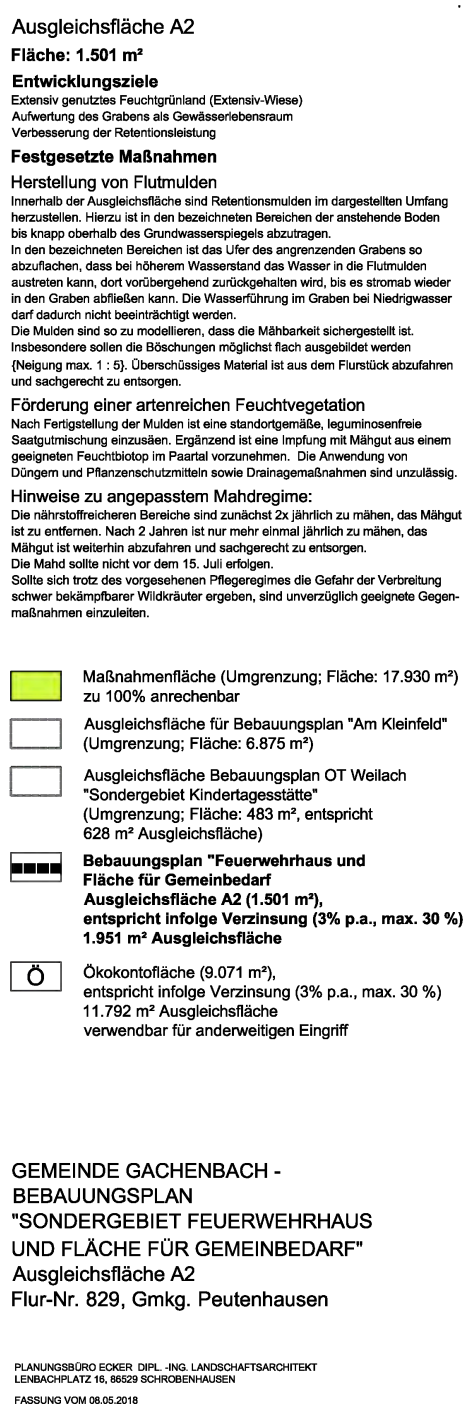 Ausgleichsfläche A2
Fläche: 1.501 m²
Entwicklungsziele
Extensiv genutztes Feuchtgrünland (Extensiv-Wiese)
Aufwertung des Grabens als Gewässerlebensraum
Verbesserung der Retentionsleistung
Festgesetzte Maßnahmen
Herstellung von Flutmulden
Innerhalb der Ausgleichsfläche sind Retentionsmulden im dargestellten Umfang
herzustellen. Hierzu ist in den bezeichneten Bereichen der anstehende Boden
bis knapp oberhalb des Grundwasserspiegels abzutragen.
In den bezeichneten Bereichen ist das Ufer des angrenzenden Grabens so
abzuflachen, dass bei höherem Wasserstand das Wasser in die Flutmulden
austreten kann, dort vorübergehend zurückgehalten wird, bis es stromab wieder
in den Graben abfließen kann. Die Wasserführung im Graben bei Niedrigwasser
darf dadurch nicht beeinträchtigt werden.
Die Mulden sind so zu modellieren, dass die Mähbarkeit sichergestellt ist.
Insbesondere sollen die Böschungen möglichst flach ausgebildet werden
{Neigung max. 1 : 5}. Überschüssiges Material ist aus dem Flurstück abzufahren
und sachgerecht zu entsorgen.
Förderung einer artenreichen Feuchtvegetation
Nach Fertigstellung der Mulden ist eine standortgemäße, leguminosenfreie
Saatgutmischung einzusäen. Ergänzend ist eine Impfung mit Mähgut aus einem
geeigneten Feuchtbiotop im Paartal vorzunehmen. Die Anwendung von
Düngern und Pflanzenschutzmitteln sowie Drainagemaßnahmen sind unzulässig.
Hinweise zu angepasstem Mahdregime:
Die nährstoffreicheren Bereiche sind zunächst 2x jährlich zu mähen, das Mähgut
ist zu entfernen. Nach 2 Jahren ist nur mehr einmal jährlich zu mähen, das
Mähgut ist weiterhin abzufahren und sachgerecht zu entsorgen.
Die Mahd sollte nicht vor dem 15. Juli erfolgen.
Sollte sich trotz des vorgesehenen Pflegeregimes die Gefahr der Verbreitung
schwer bekämpfbarer Wildkräuter ergeben, sind unverzüglich geeignete Gegen-
maßnahmen einzuleiten.
Maßnahmenfläche (Umgrenzung; Fläche: 17.930 m²)
zu 100% anrechenbar
Ausgleichsfläche für Bebauungsplan "Am Kleinfeld"
(Umgrenzung; Fläche: 6.875 m²)
Ausgleichsfläche Bebauungsplan OT Weilach
"Sondergebiet Kindertagesstätte"
(Umgrenzung; Fläche: 483 m², entspricht
628 m² Ausgleichsfläche)
Bebauungsplan "Feuerwehrhaus und
Fläche für Gemeinbedarf
Ausgleichsfläche A2 (1.501 m²),
entspricht infolge Verzinsung (3% p.a., max. 30 %)
1.951 m² Ausgleichsfläche
Ö
Ökokontofläche (9.071 m²),
entspricht infolge Verzinsung (3% p.a., max. 30 %)
11.792 m² Ausgleichsfläche
verwendbar für anderweitigen Eingriff
GEMEINDE GACHENBACH -
BEBAUUNGSPLAN
"SONDERGEBIET FEUERWEHRHAUS
UND FLÄCHE FÜR GEMEINBEDARF"
Ausgleichsfläche A2
Flur-Nr. 829, Gmkg. Peutenhausen
PLANUNGSBÜRO ECKER DIPL. -ING. LANDSCHAFTSARCHITEKT
LENBACHPLATZ 16, 86529 SCHROBENHAUSEN
FASSUNG VOM 08.05.2018